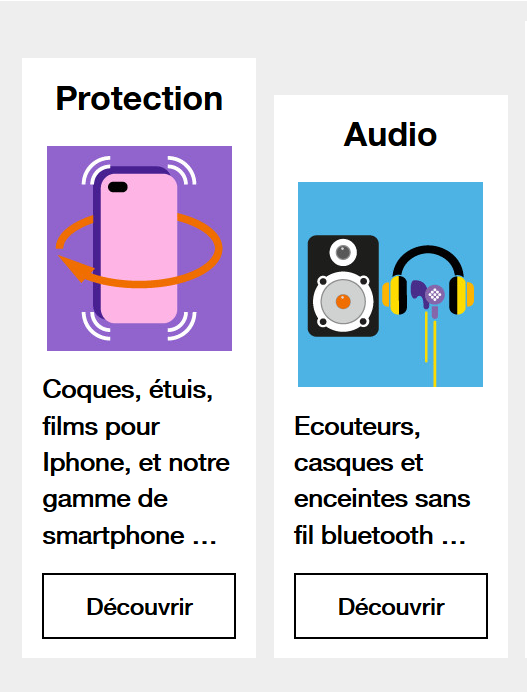 Protection
Coques, étuis,
films pour
Iphone, et notre
gamme de
smartphone ...
Découvrir
Audio
Ecouteurs,
casques et
enceintes sans
fil bluetooth ...
Découvrir